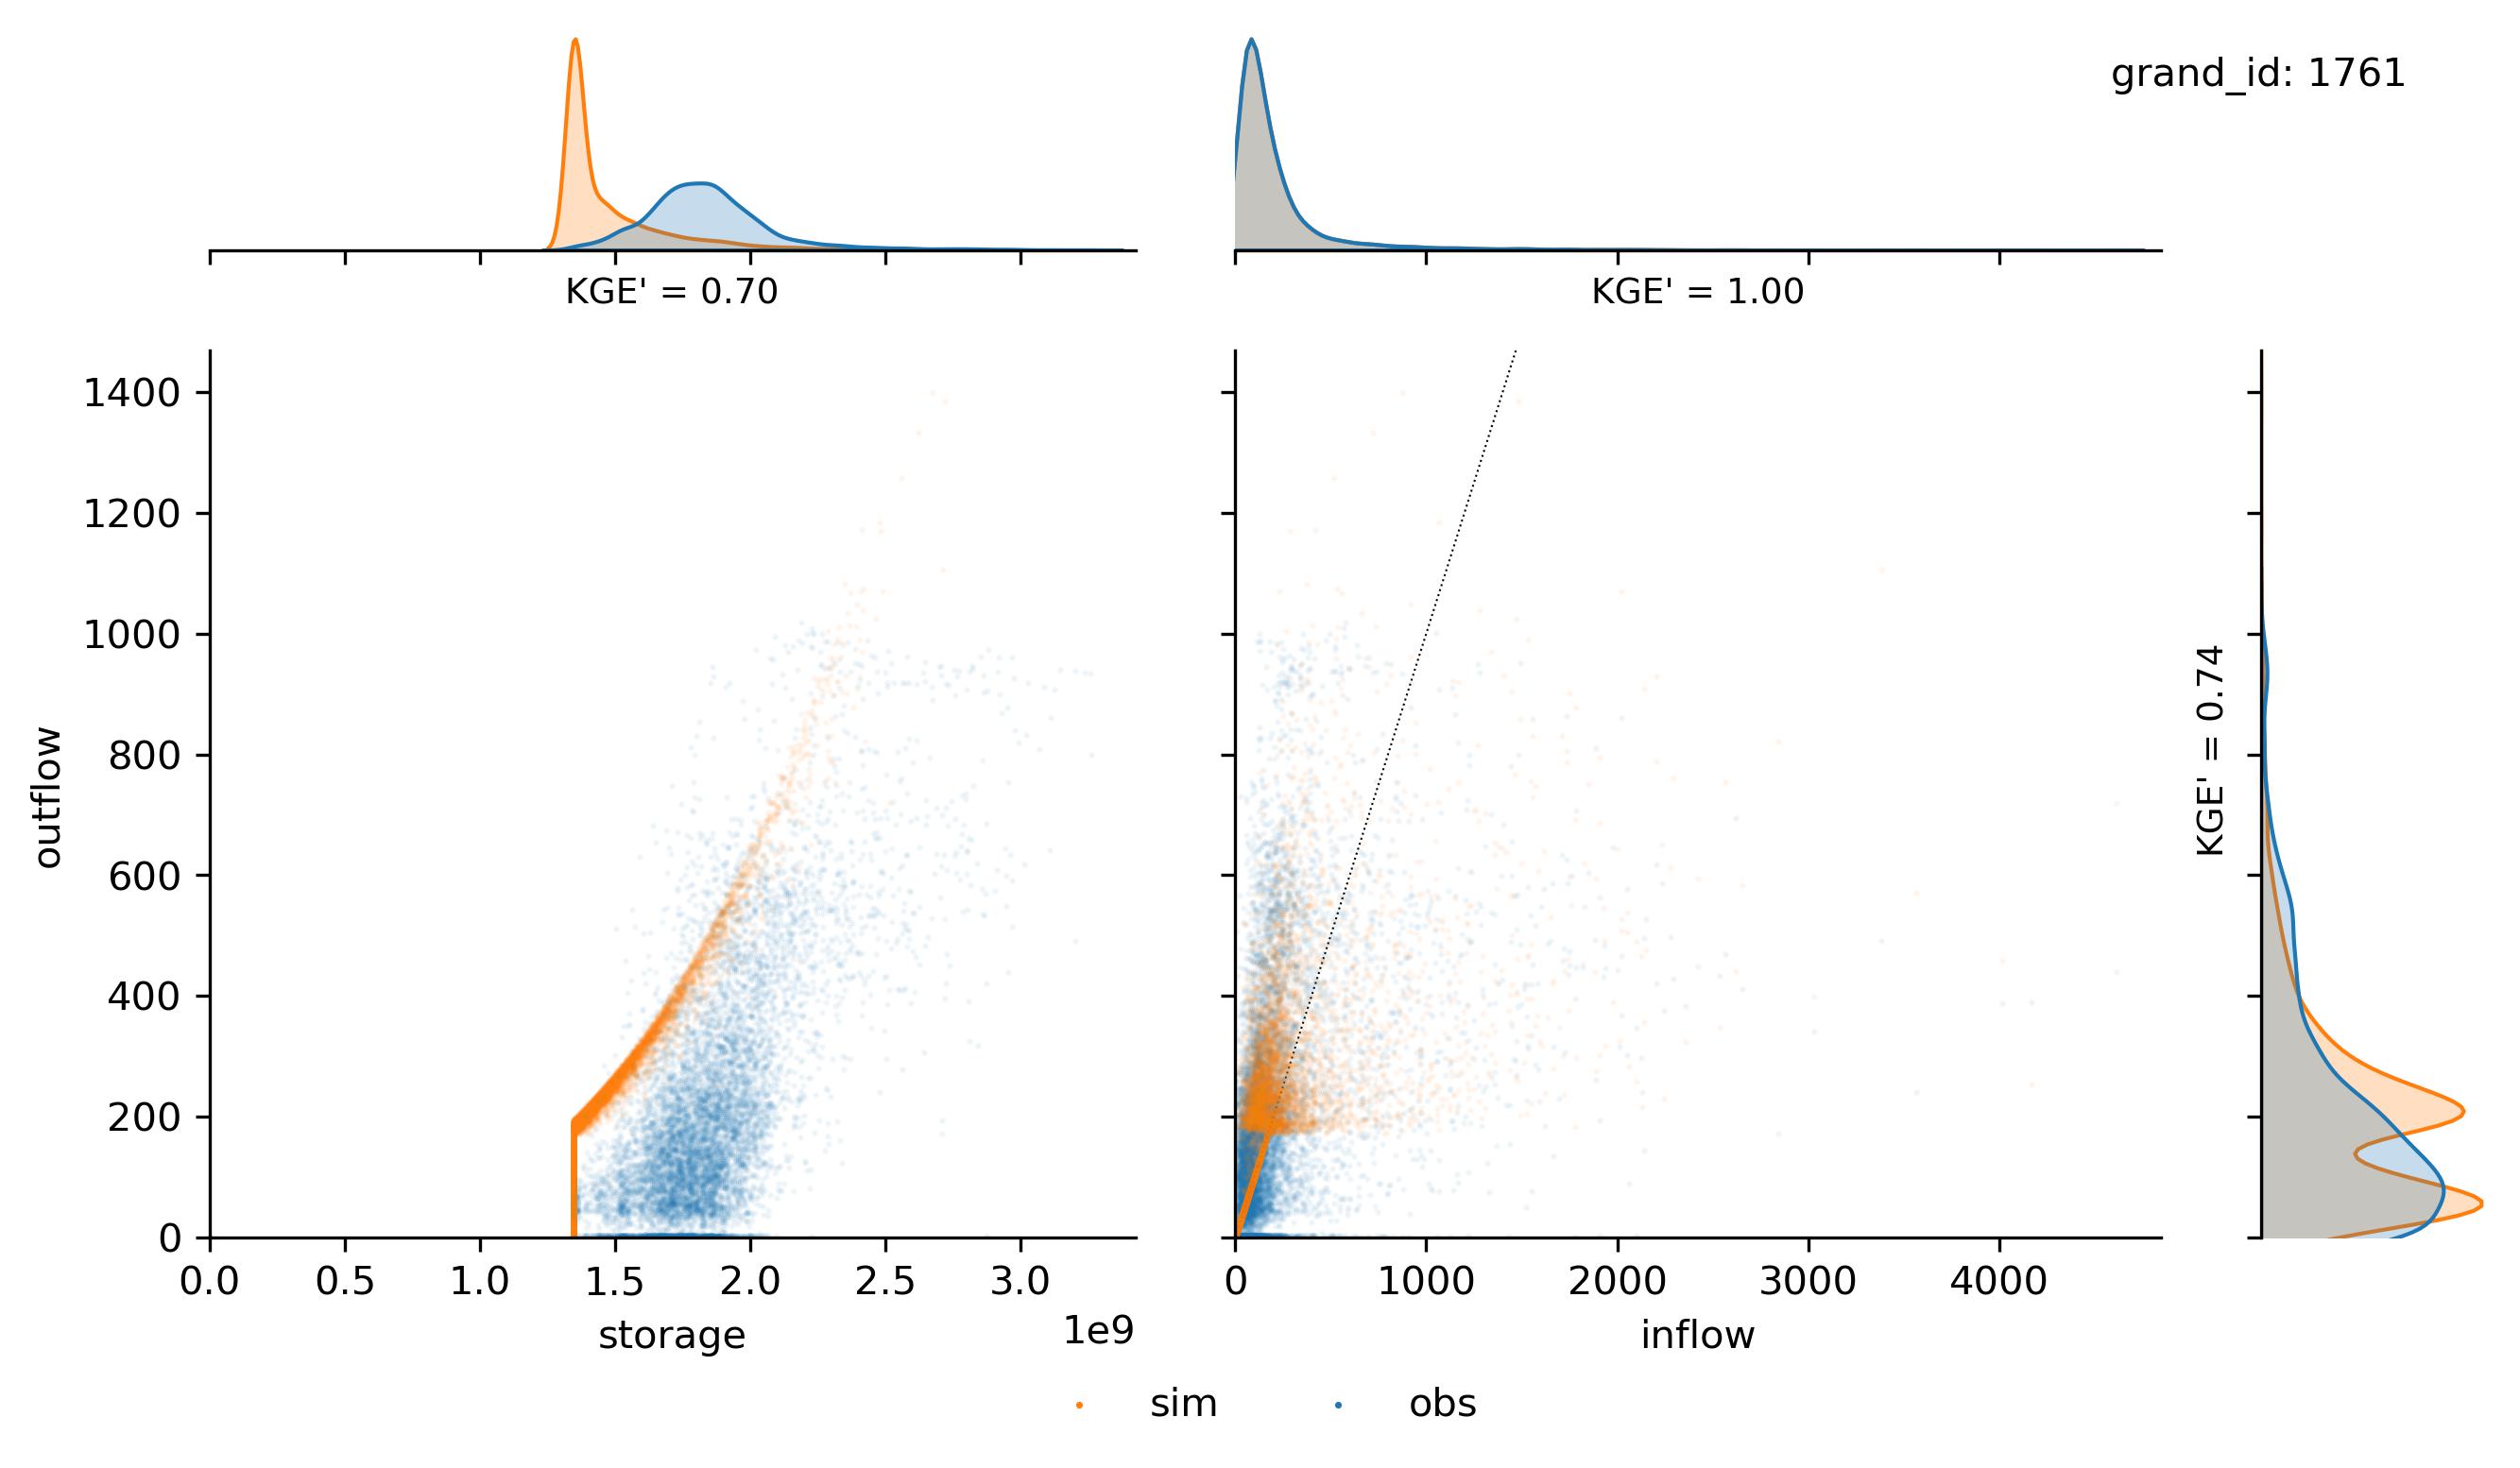 grand_id: 1761
KGE' = 0.70
KGE' = 1.00
1400
1200
1000
800
600
400
200
0
outflow
KGE' = 0.74
0.0 0.5 1.0 1.5 2.0 2.5 3.0
0 1000 2000 3000 4000
1e9
storage
inflow
sim obs